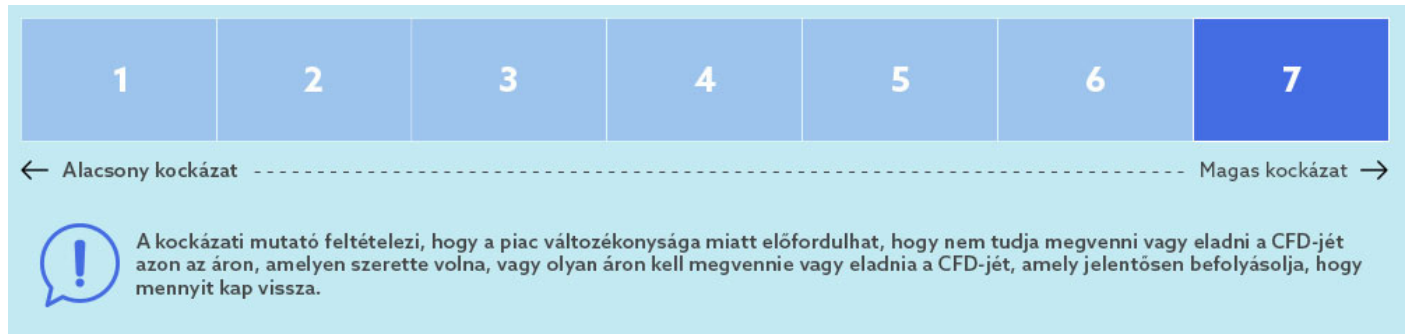 1 2 3 4 5 6 7
Alacsony kockázat Magas kockázat
A kockázati mutató feltételezi, hogy a piac változékonysága miatt előfordulhat, hogy nem tudja megvenni vagy eladni a CFD-jét
azon az áron, amelyen szerette volna, vagy olyan áron kell megvennie vagy eladnia a CFD-jét, amely jelentősen befolyásolja, hogy
mennyit kap vissza.